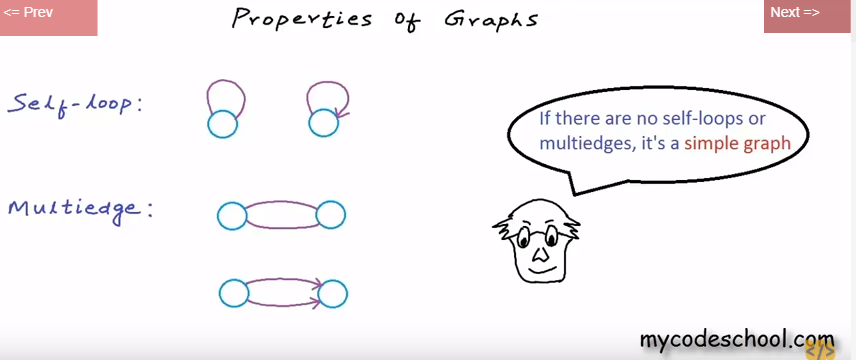 <= Prev
Properties of Graphs
Next =>
Self-loop:
If there are no self-loops or
multiedges, it's a simple graph
Multiedge:
mycodeschool.com
</>